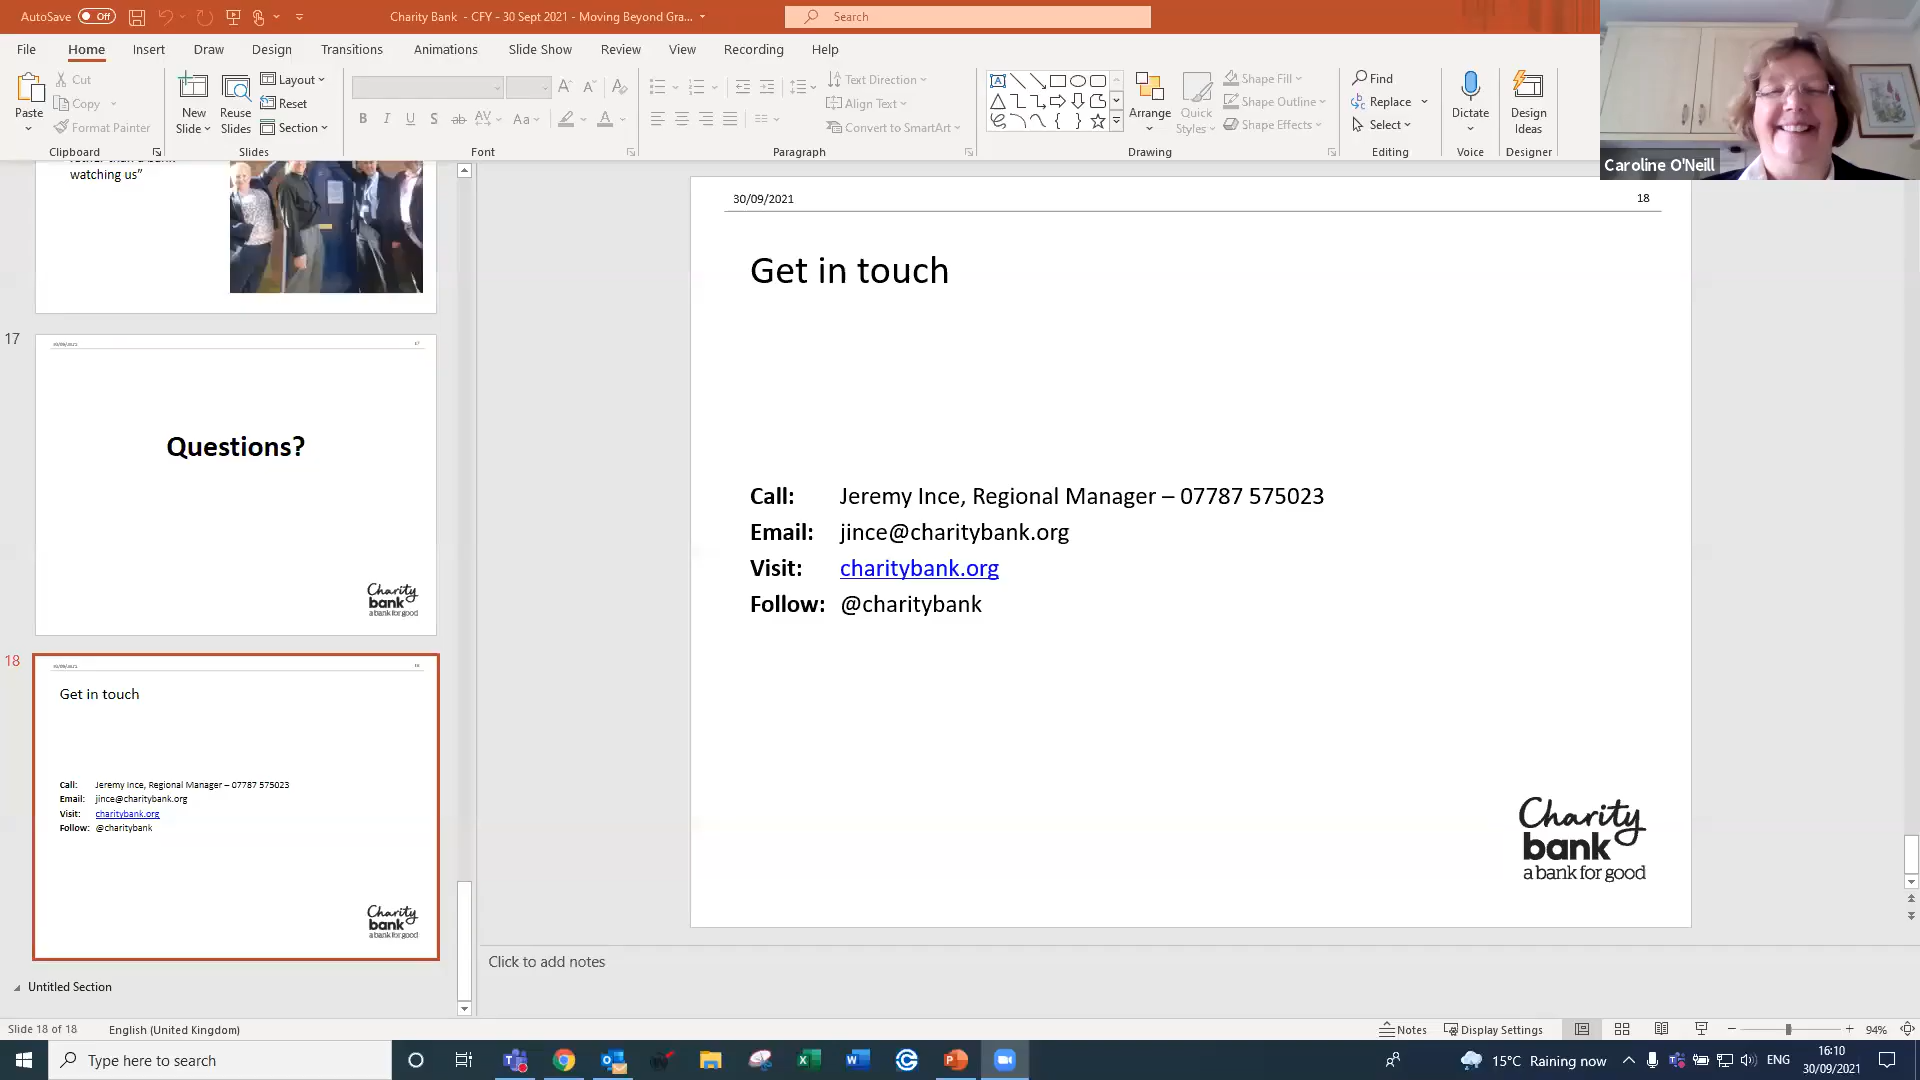 AutoSave Off Charity Bank - CFY - 30 Sept 2021 - Moving Beyond Gra... Search
File Home Insert Draw Design Transitions Animations Slide Show Review View Recording Help
Paste
Cut
Copy
Format Painter
Clipboard
New Slide
Reuse Slides
Layout
Reset
Section
Slides
B I U S ab AV Aa A
Font
Text Direction
Align Text
Convert to SmartArt
Paragraph
Arrange
Quick Styles
Shape Fill
Shape Outline
Shape Effects
Drawing
Find
Replace
Select
Editing
Dictate
Voice
Design Ideas
Designer
Caroline O'Neill
watching us”
17
Questions?
Charity
bank
a bank for good
18
Get in touch
Call: Jeremy Ince, Regional Manager – 07787 575023
Email: jince@charitybank.org
Visit: charitybank.org
Follow: @charitybank
Charity
bank
a bank for good
Untitled Section
30/09/2021 18
Get in touch
Call: Jeremy Ince, Regional Manager – 07787 575023
Email: jince@charitybank.org
Visit: charitybank.org
Follow: @charitybank
Charity
bank
a bank for good
Click to add notes
Slide 18 of 18 English (United Kingdom) Notes Display Settings 94%
Type here to search 15°C Raining now ENG 16:10
30/09/2021